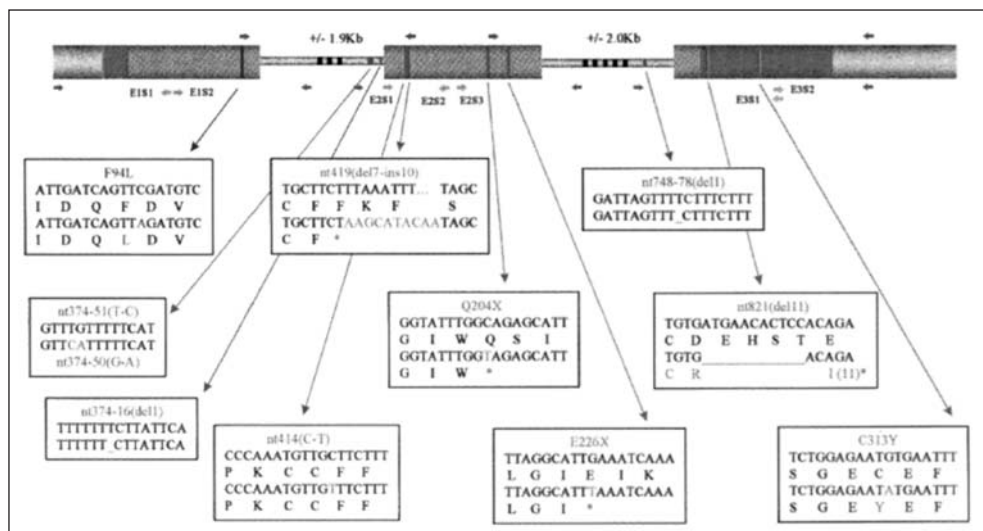 +/- 1.9Kb
+/- 2.0Kb
E1S1
E1S2
E2S1
E2S2
E2S3
E3S1
E3S2
F94L
ATTGATCAGTTCGATGTC
I D Q F D V
ATTGATCAGTTAGATGTC
I D Q L D V
nt419(del7-ins10)
TGCTTCTTTAAATTT... TAGC
C F F K F S
TGCTTCTAAGCATACAATAGC
C F *
nt748-78(del1)
GATTAGTTTTCTTTCTTT
GATTAGTTT_CTTTCTTT
nt374-51(T-C)
GTTTGTTTTTCAT
GTTCATTTTTCAT
nt374-50(G-A)
Q204X
GGTATTTGGCAGAGCATT
G I W Q S I
GGTATTTGGTAGAGCATT
G I W *
nt821(del11)
TGTGATGAACACTCCACAGA
C D E H S T E
TGTG___________ACAGA
C R I (11)*
nt374-16(del1)
TTTTTTTCTTATTCA
TTTTTT_CTTATTCA
nt414(C-T)
CCCAAATGTTGCTTCTTT
P K C C F F
CCCAAATGTTGTTTCTTT
P K C C F F
E226X
TTAGGCATTGAAATCAAA
L G I E I K
TTAGGCATTTAAATCAAA
L G I *
C313Y
TCTGGAGAATGTGAATTT
S G E C E F
TCTGGAGAATATGAATTT
S G E Y E F